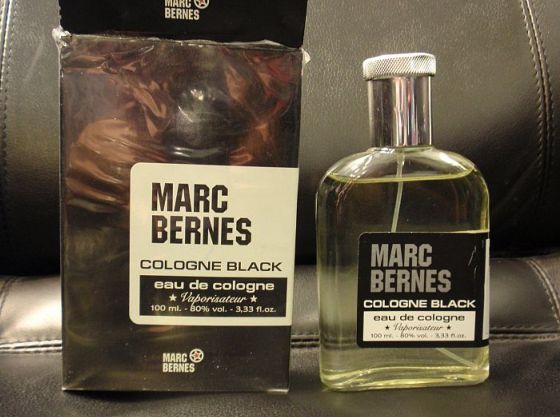 MARC
BERNES
MARC
BERNES
COLOGNE BLACK
eau de cologne
★ Vaporisateur ★
100 ml. - 80% vol. - 3,33 fl.oz.
MARC
BERNES
MARC
BERNES
COLOGNE BLACK
eau de cologne
★ Vaporisateur ★
100 ml. - 80% vol. - 3,33 fl.oz.